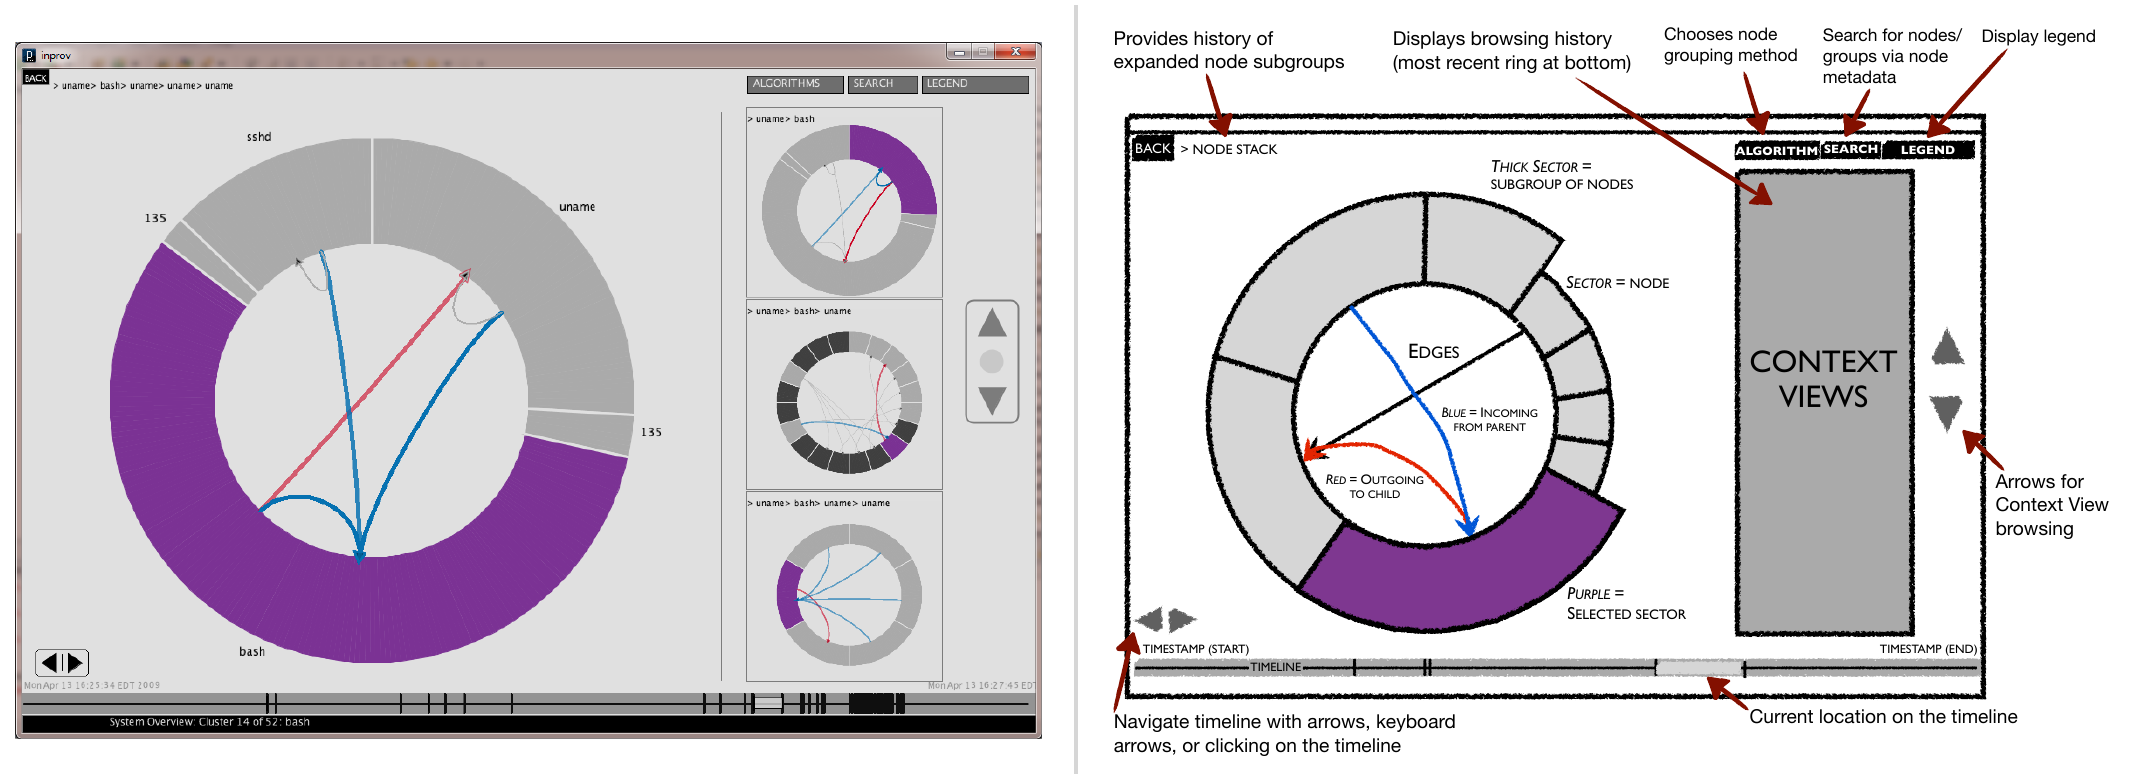 inprov
BACK
> uname> bash> uname> uname> uname
ALGORITHMS
SEARCH
LEGEND
sshd
uname
135
135
bash
> uname> bash
> uname> bash> uname
> uname> bash> uname> uname
Mon Apr 13 16:25:34 EDT 2009
Mon Apr 13 16:27:45 EDT
System Overview: Cluster 14 of 52: bash
Provides history of
expanded node subgroups
Displays browsing history
(most recent ring at bottom)
Chooses node
grouping method
Search for nodes/
groups via node
metadata
Display legend
BACK
> NODE STACK
ALGORITHM
SEARCH
LEGEND
THICK SECTOR =
SUBGROUP OF NODES
SECTOR = NODE
EDGES
BLUE = INCOMING
FROM PARENT
RED = OUTGOING
TO CHILD
PURPLE =
SELECTED SECTOR
CONTEXT
VIEWS
Arrows for
Context View
browsing
TIMESTAMP (START)
TIMESTAMP (END)
TIMELINE
Navigate timeline with arrows, keyboard
arrows, or clicking on the timeline
Current location on the timeline